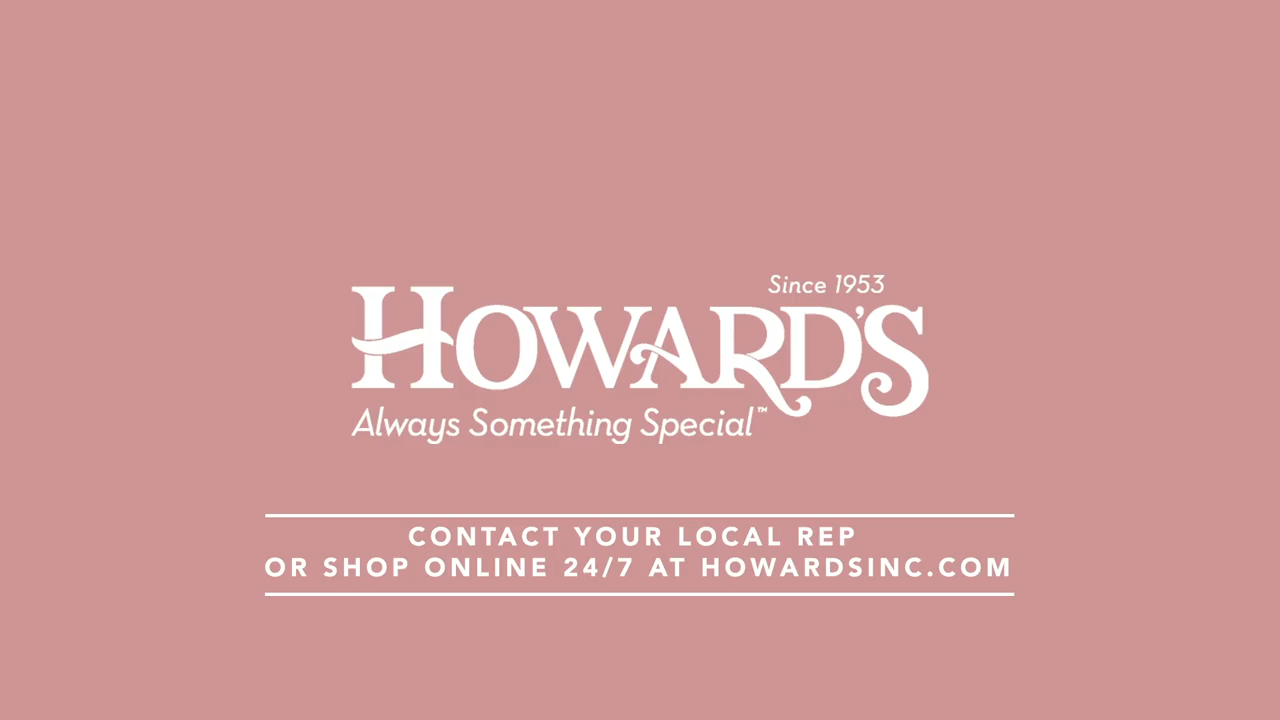 Since 1953
HOWARD'S
Always Something Special™
CONTACT YOUR LOCAL REP
OR SHOP ONLINE 24/7 AT HOWARDSINC.COM